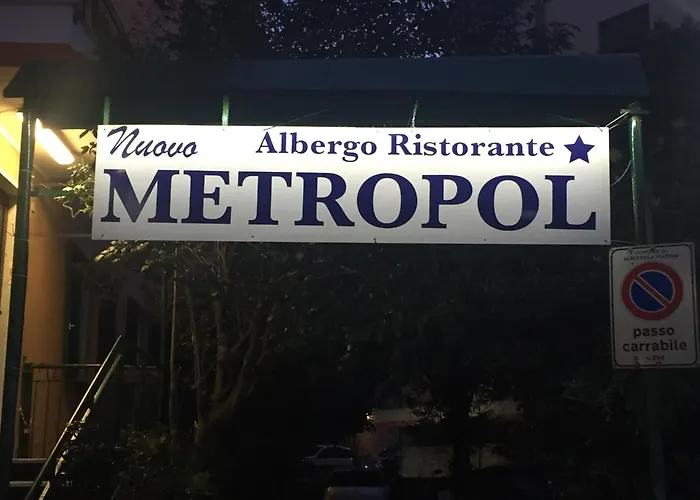 Nuovo Albergo Ristorante
METROPOL
passo
carrabile